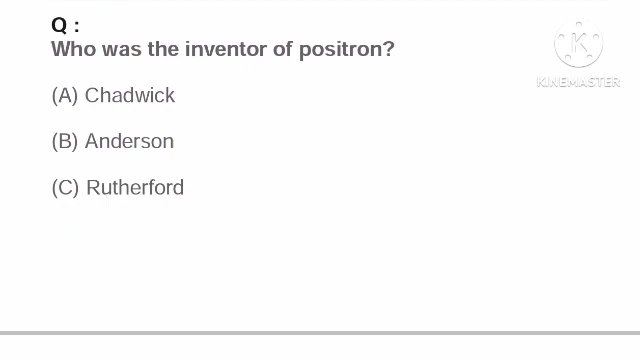 Q :
Who was the inventor of positron?
(A) Chadwick
(B) Anderson
(C) Rutherford
K
KINEMASTER